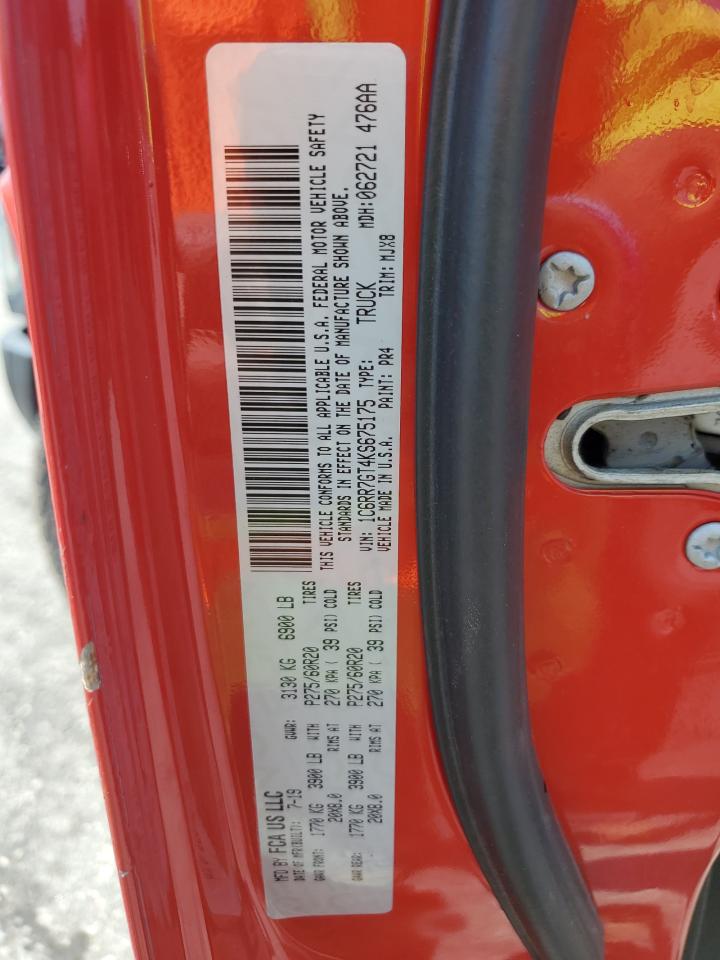 MFD BY FCA US LLC
DATE OF MFR(BUILT): 7-19 GVWR: 3130 KG 6900 LB
GAWR FRONT: 1770 KG 3900 LB WITH P275/60R20 TIRES
20X8.0 RIMS AT 270 KPA ( 39 PSI) COLD
GAWR REAR: 1770 KG 3900 LB WITH P275/60R20 TIRES
20X8.0 RIMS AT 270 KPA ( 39 PSI) COLD
THIS VEHICLE CONFORMS TO ALL APPLICABLE U.S.A. FEDERAL MOTOR VEHICLE SAFETY
STANDARDS IN EFFECT ON THE DATE OF MANUFACTURE SHOWN ABOVE.
VIN: 1C6RR7GT4KS675175 TYPE: TRUCK MDH:062721 476AA
VEHICLE MADE IN U.S.A. PAINT: PR4 TRIM: MJX8